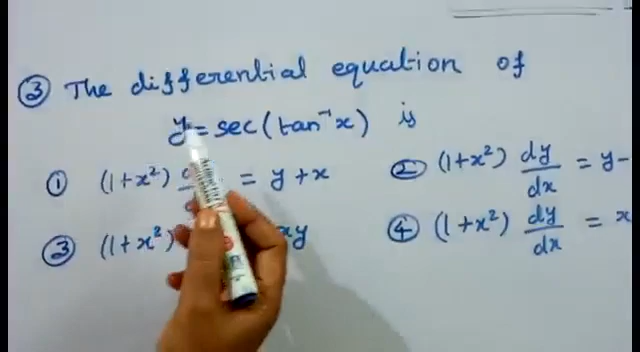 ③ The differential equation of
y = sec(tan⁻¹x) is
① (1+x²) = y+x
② (1+x²) dy/dx = y-
③ (1+x²) xy
④ (1+x²) dy/dx = x